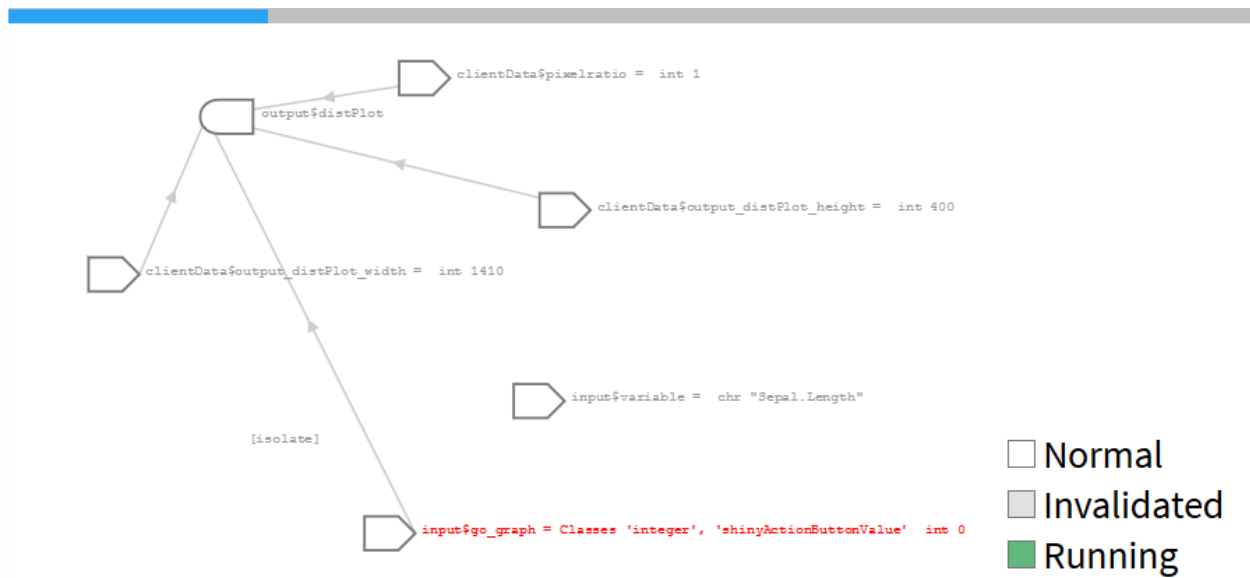 clientData$pixelratio = int 1
output$distPlot
clientData$output_distPlot_height = int 400
clientData$output_distPlot_width = int 1410
input$variable = chr "Sepal.Length"
[isolate]
input$go_graph = Classes 'integer', 'shinyActionButtonValue' int 0
Normal
Invalidated
Running